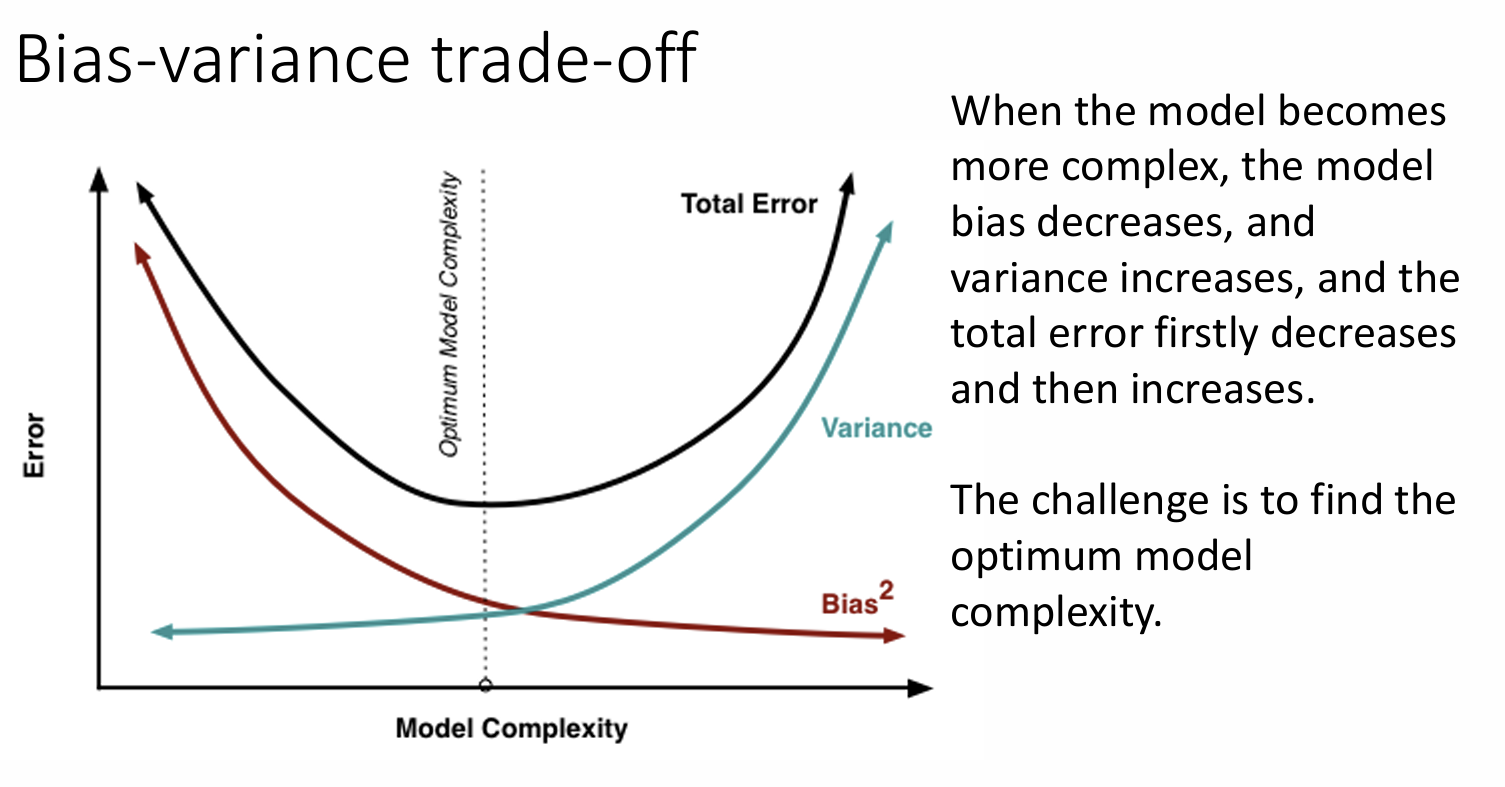 Bias-variance trade-off
Optimum Model Complexity
Total Error
Variance
Bias²
Error
Model Complexity
When the model becomes
more complex, the model
bias decreases, and
variance increases, and the
total error firstly decreases
and then increases.
The challenge is to find the
optimum model
complexity.